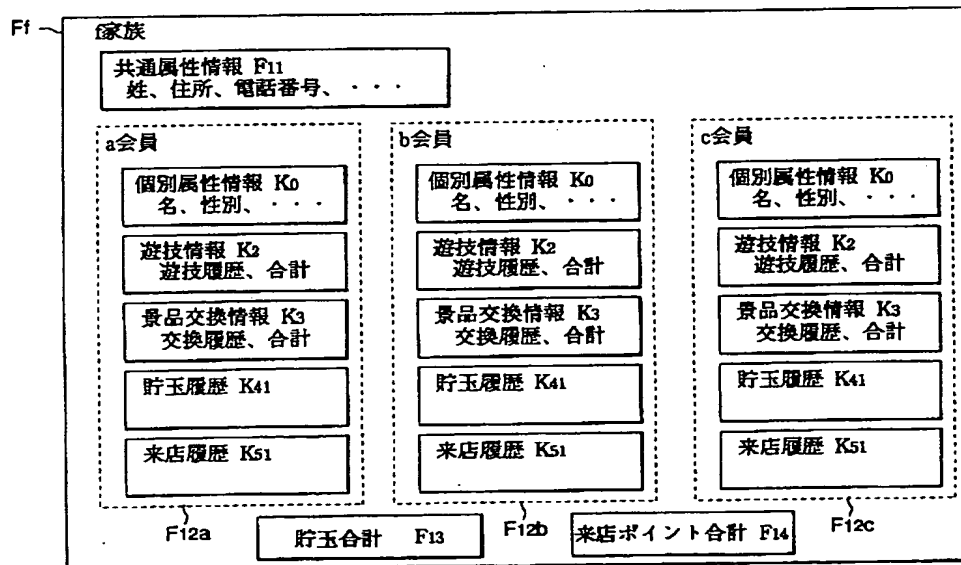 Ff
f家族
共通属性情報 F11
姓、住所、電話番号、・・・
a会員
個別属性情報 K0
名、性別、・・・
遊技情報 K2
遊技履歴、合計
景品交換情報 K3
交換履歴、合計
貯玉履歴 K41
来店履歴 K51
F12a
b会員
個別属性情報 K0
名、性別、・・・
遊技情報 K2
遊技履歴、合計
景品交換情報 K3
交換履歴、合計
貯玉履歴 K41
来店履歴 K51
F12b
c会員
個別属性情報 K0
名、性別、・・・
遊技情報 K2
遊技履歴、合計
景品交換情報 K3
交換履歴、合計
貯玉履歴 K41
来店履歴 K51
F12c
貯玉合計 F13
来店ポイント合計 F14